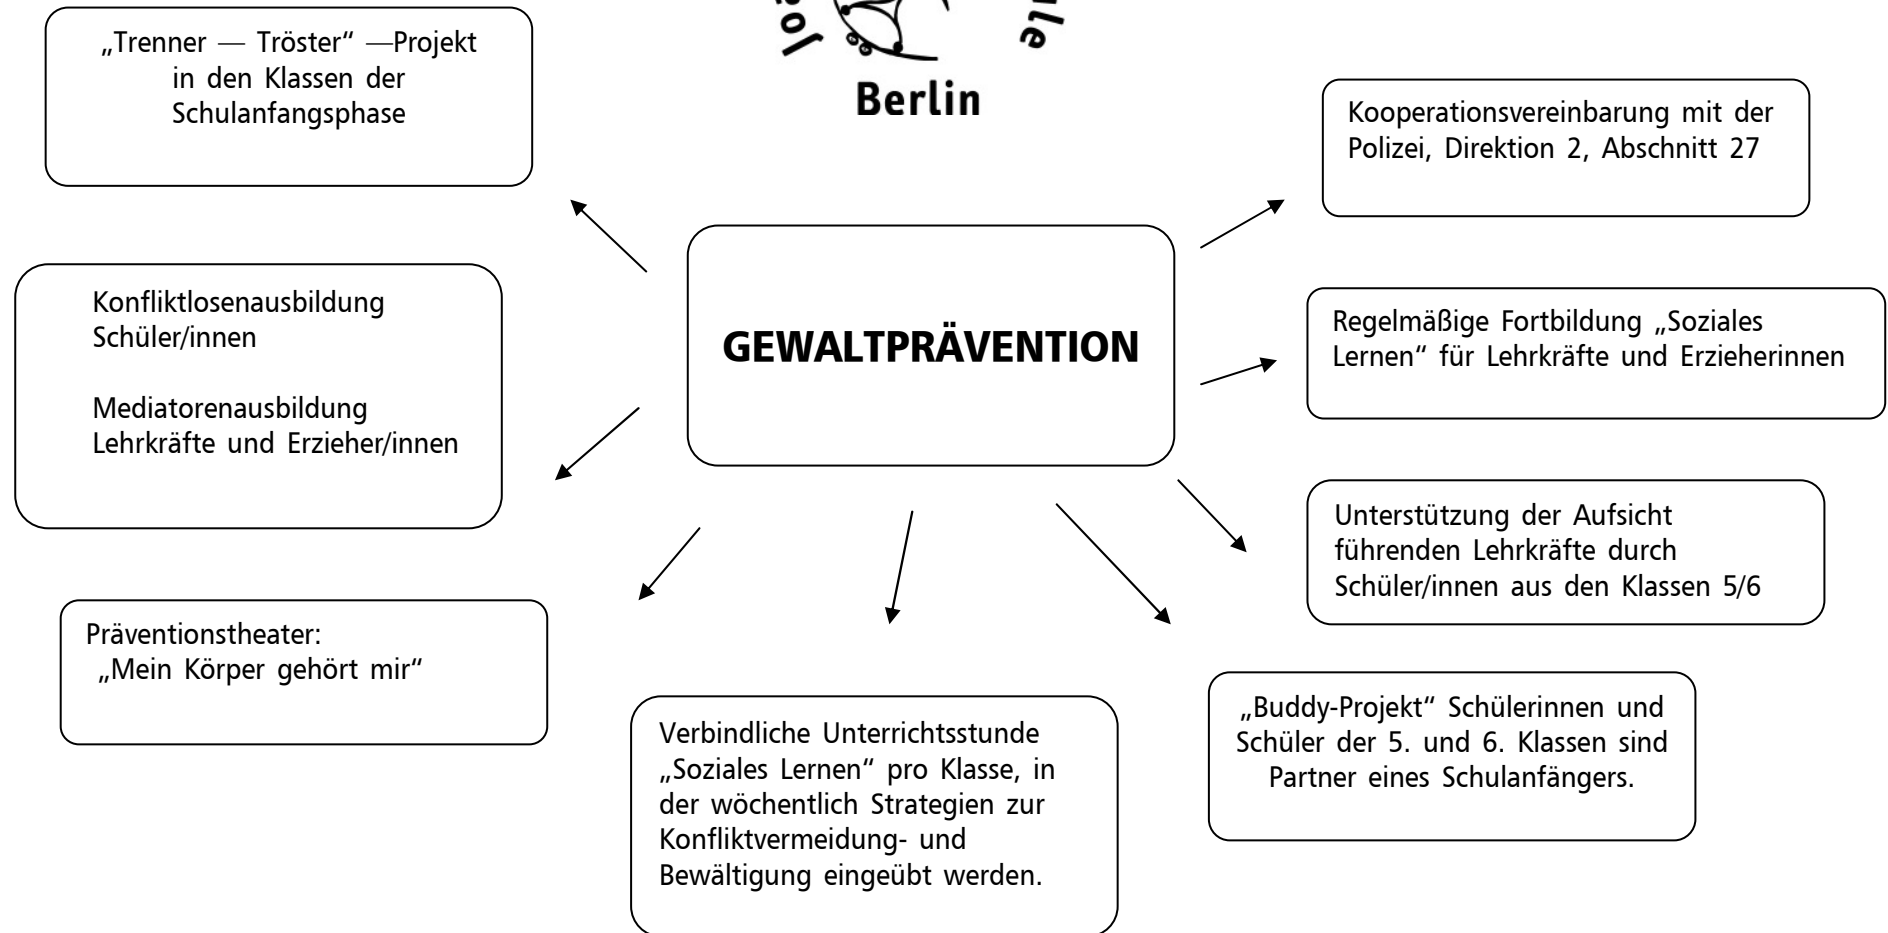 „Trenner — Tröster“ —Projekt
in den Klassen der
Schulanfangsphase
Berlin
Kooperationsvereinbarung mit der
Polizei, Direktion 2, Abschnitt 27
Konfliktlosenausbildung
Schüler/innen
Mediatorenausbildung
Lehrkräfte und Erzieher/innen
GEWALTPRÄVENTION
Regelmäßige Fortbildung „Soziales
Lernen“ für Lehrkräfte und Erzieherinnen
Unterstützung der Aufsicht
führenden Lehrkräfte durch
Schüler/innen aus den Klassen 5/6
Präventionstheater:
„Mein Körper gehört mir“
Verbindliche Unterrichtsstunde
„Soziales Lernen“ pro Klasse, in
der wöchentlich Strategien zur
Konfliktvermeidung- und
Bewältigung eingeübt werden.
„Buddy-Projekt“ Schülerinnen und
Schüler der 5. und 6. Klassen sind
Partner eines Schulanfängers.